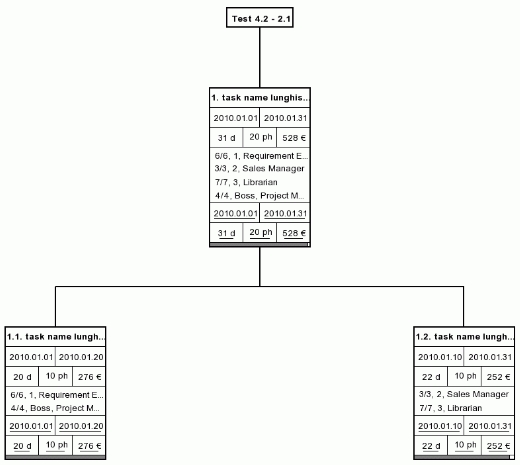 Test 4.2 - 2.1
1. task name lunghis...
2010.01.01 2010.01.31
31 d 20 ph 528 €
6/6, 1, Requirement E...
3/3, 2, Sales Manager
7/7, 3, Librarian
4/4, Boss, Project M...
2010.01.01 2010.01.31
31 d 20 ph 528 €
1.1. task name lungh...
2010.01.01 2010.01.20
20 d 10 ph 276 €
6/6, 1, Requirement E...
4/4, Boss, Project M...
2010.01.01 2010.01.20
20 d 10 ph 276 €
1.2. task name lungh...
2010.01.10 2010.01.31
22 d 10 ph 252 €
3/3, 2, Sales Manager
7/7, 3, Librarian
2010.01.10 2010.01.31
22 d 10 ph 252 €